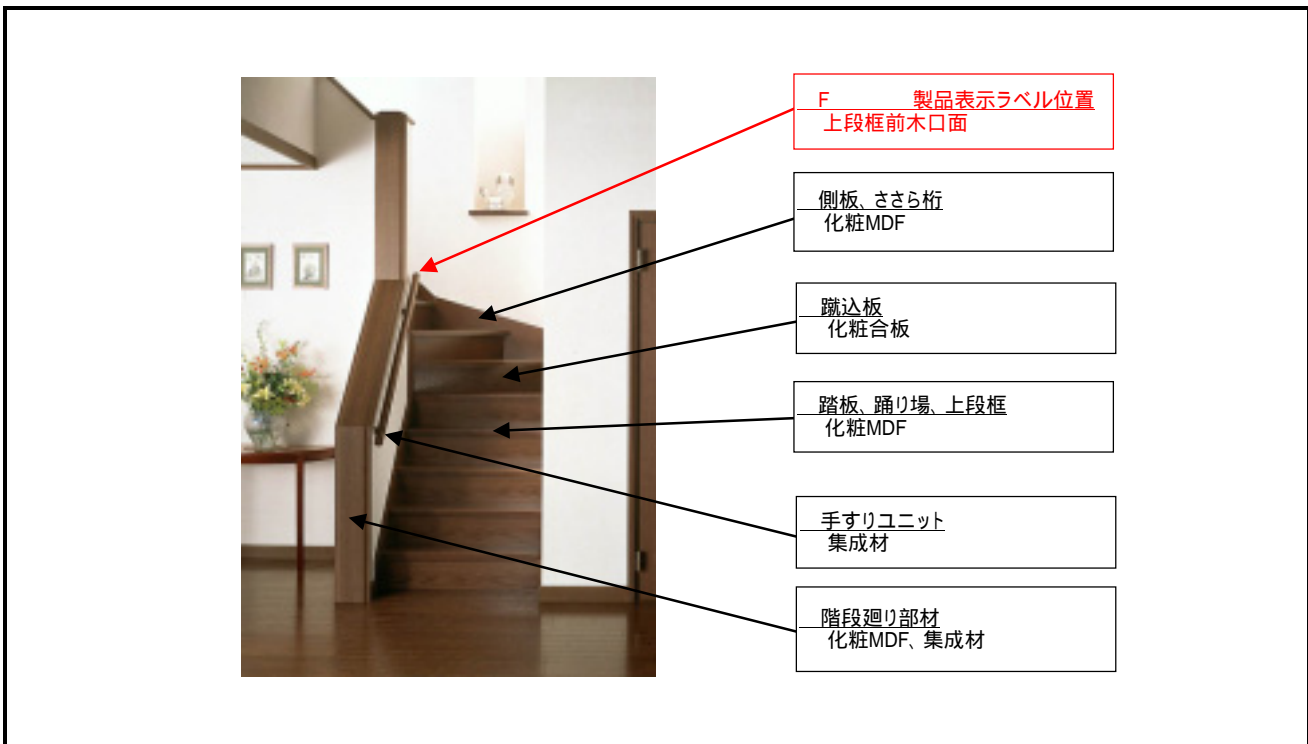 F 製品表示ラベル位置
上段框前木口面
側板、ささら桁
化粧MDF
蹴込板
化粧合板
踏板、踊り場、上段框
化粧MDF
手すりユニット
集成材
階段廻り部材
化粧MDF、集成材